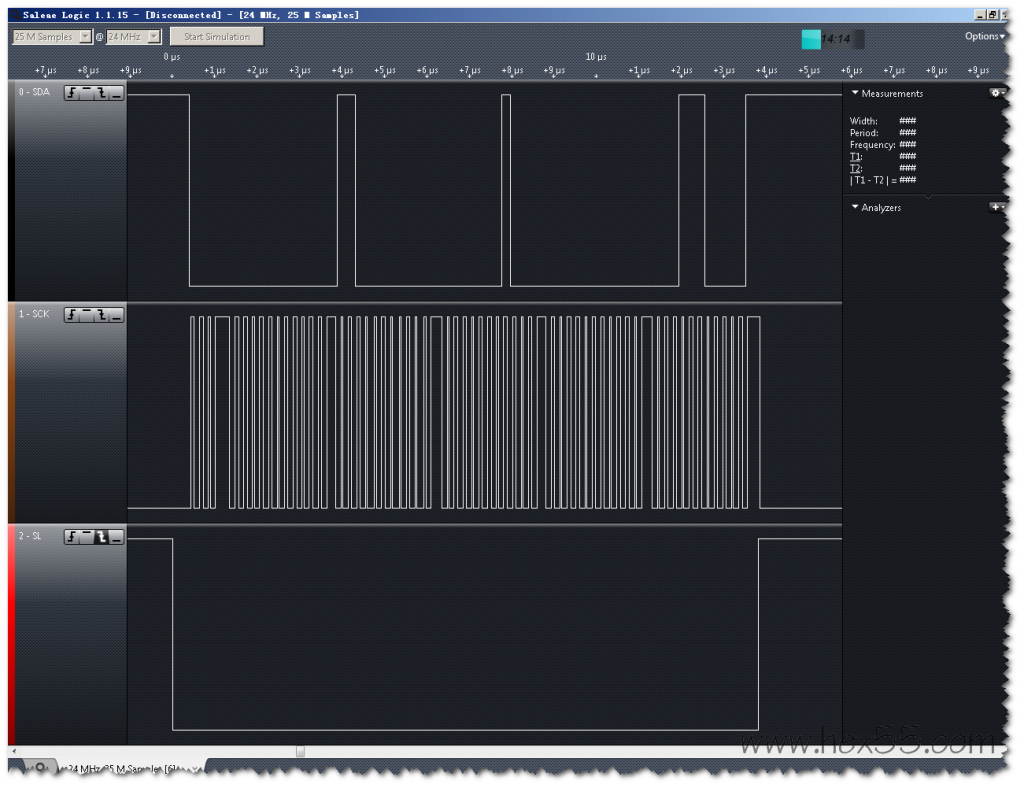 Saleae Logic 1.1.15 - [Disconnected] - [24 MHz, 25 M Samples]
25 M Samples @ 24 MHz Start Simulation 14:14 Options
0 µs 10 µs
+7 µs +8 µs +9 µs +1 µs +2 µs +3 µs +4 µs +5 µs +6 µs +7 µs +8 µs +9 µs +1 µs +2 µs +3 µs +4 µs +5 µs +6 µs +7 µs +8 µs +9 µs
0 - SDA
Measurements
Width: ###
Period: ###
Frequency: ###
T1: ###
T2: ###
| T1 - T2 | = ###
Analyzers
1 - SCK
2 - SL
www.hcx55.com
24 MHz, 25 M Samples [6]